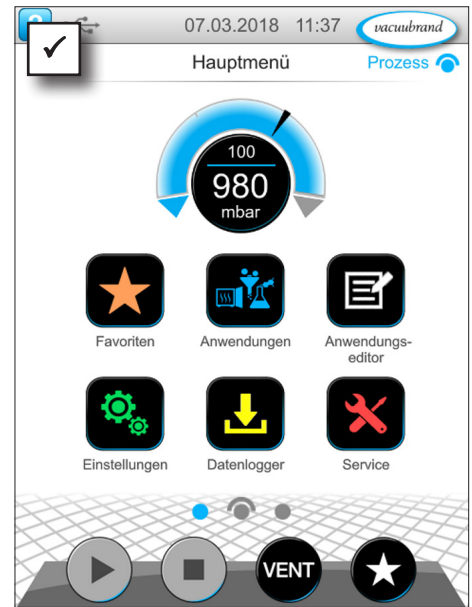 07.03.2018 11:37
vacuubrand
Hauptmenü
Prozess
100
980
mbar
Favoriten
Anwendungen
Anwendungs-
editor
Einstellungen
Datenlogger
Service
VENT